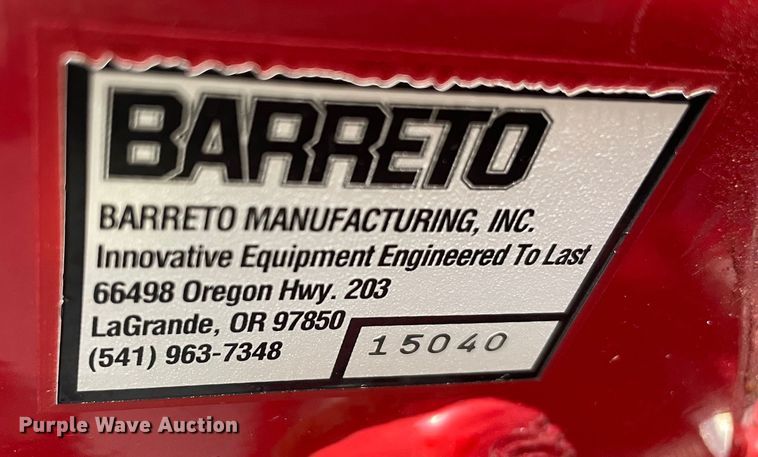 BARRETO
BARRETO MANUFACTURING, INC.
Innovative Equipment Engineered To Last
66498 Oregon Hwy. 203
LaGrande, OR 97850
(541) 963-7348
15040
Purple Wave Auction